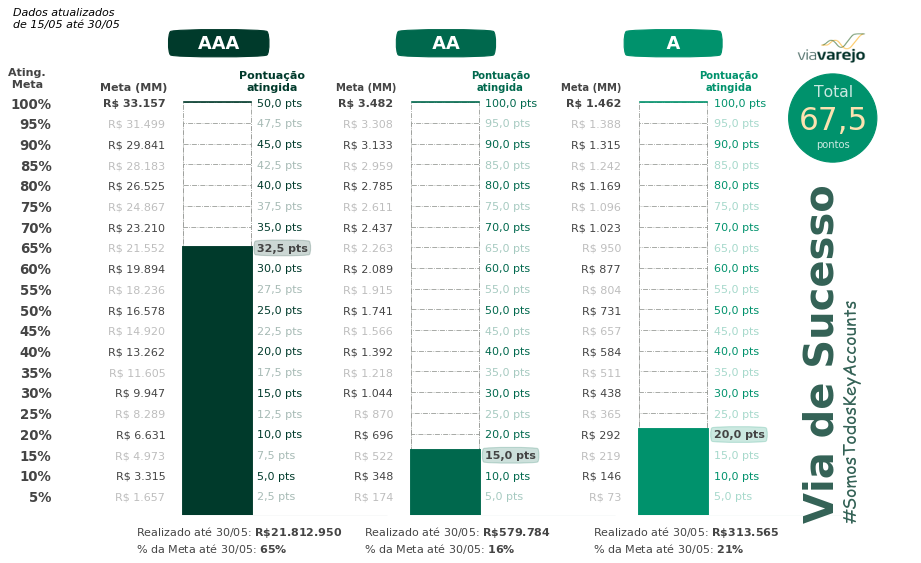 Dados atualizados
de 15/05 até 30/05
AAA
AA
A
viavarejo
Total
67,5
pontos
Ating.
Meta
Meta (MM)
Pontuação
atingida
Meta (MM)
Pontuação
atingida
Meta (MM)
Pontuação
atingida
100% R$ 33.157 50,0 pts R$ 3.482 100,0 pts R$ 1.462 100,0 pts
95% R$ 31.499 47,5 pts R$ 3.308 95,0 pts R$ 1.388 95,0 pts
90% R$ 29.841 45,0 pts R$ 3.133 90,0 pts R$ 1.315 90,0 pts
85% R$ 28.183 42,5 pts R$ 2.959 85,0 pts R$ 1.242 85,0 pts
80% R$ 26.525 40,0 pts R$ 2.785 80,0 pts R$ 1.169 80,0 pts
75% R$ 24.867 37,5 pts R$ 2.611 75,0 pts R$ 1.096 75,0 pts
70% R$ 23.210 35,0 pts R$ 2.437 70,0 pts R$ 1.023 70,0 pts
65% R$ 21.552 32,5 pts R$ 2.263 65,0 pts R$ 950 65,0 pts
60% R$ 19.894 30,0 pts R$ 2.089 60,0 pts R$ 877 60,0 pts
55% R$ 18.236 27,5 pts R$ 1.915 55,0 pts R$ 804 55,0 pts
50% R$ 16.578 25,0 pts R$ 1.741 50,0 pts R$ 731 50,0 pts
45% R$ 14.920 22,5 pts R$ 1.566 45,0 pts R$ 657 45,0 pts
40% R$ 13.262 20,0 pts R$ 1.392 40,0 pts R$ 584 40,0 pts
35% R$ 11.605 17,5 pts R$ 1.218 35,0 pts R$ 511 35,0 pts
30% R$ 9.947 15,0 pts R$ 1.044 30,0 pts R$ 438 30,0 pts
25% R$ 8.289 12,5 pts R$ 870 25,0 pts R$ 365 25,0 pts
20% R$ 6.631 10,0 pts R$ 696 20,0 pts R$ 292 20,0 pts
15% R$ 4.973 7,5 pts R$ 522 15,0 pts R$ 219 15,0 pts
10% R$ 3.315 5,0 pts R$ 348 10,0 pts R$ 146 10,0 pts
5% R$ 1.657 2,5 pts R$ 174 5,0 pts R$ 73 5,0 pts
Realizado até 30/05: R$21.812.950
% da Meta até 30/05: 65%
Realizado até 30/05: R$579.784
% da Meta até 30/05: 16%
Realizado até 30/05: R$313.565
% da Meta até 30/05: 21%
Via de Sucesso
#SomosTodosKeyAccounts